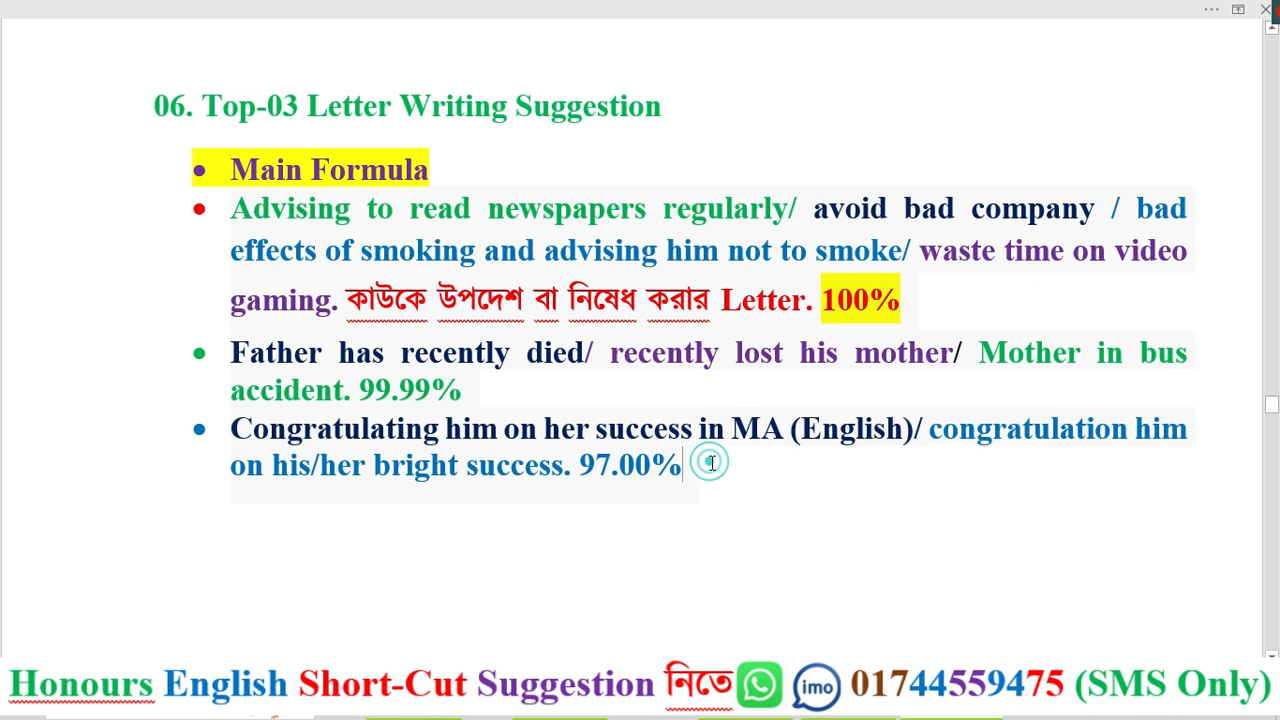 06. Top-03 Letter Writing Suggestion
• Main Formula
• Advising to read newspapers regularly/ avoid bad company / bad
effects of smoking and advising him not to smoke/ waste time on video
gaming. কাউকে উপদেশ বা নিষেধ করার Letter. 100%
• Father has recently died/ recently lost his mother/ Mother in bus
accident. 99.99%
• Congratulating him on her success in MA (English)/ congratulation him
on his/her bright success. 97.00%
Honours English Short-Cut Suggestion নিতে imo 01744559475 (SMS Only)